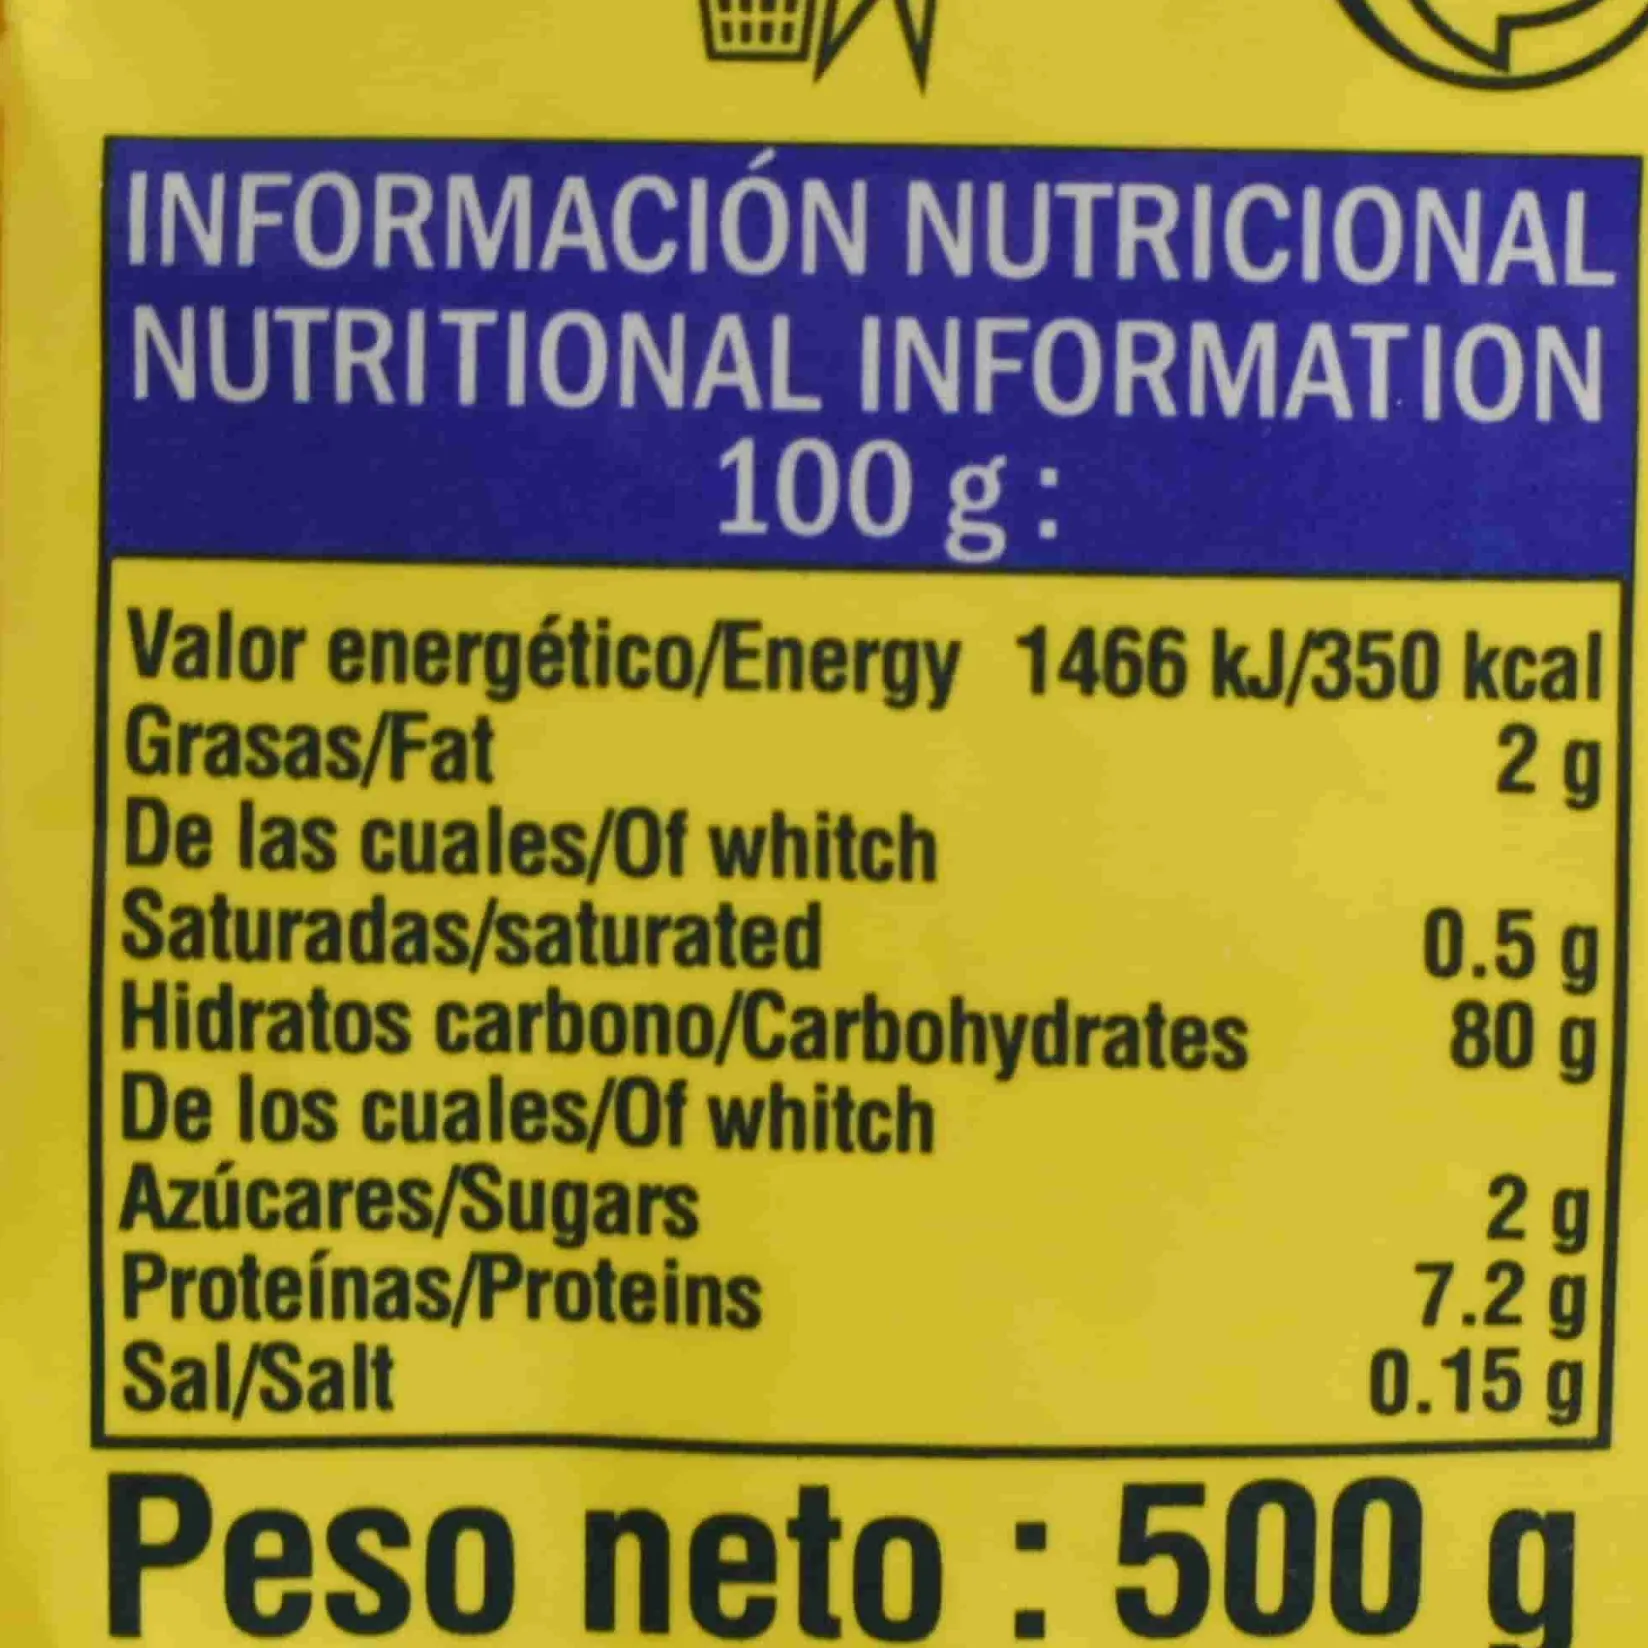 INFORMACIÓN NUTRICIONAL
NUTRITIONAL INFORMATION
100 g :
Valor energético/Energy 1466 kJ/350 kcal
Grasas/Fat 2 g
De las cuales/Of whitch
Saturadas/saturated 0.5 g
Hidratos carbono/Carbohydrates 80 g
De los cuales/Of whitch
Azúcares/Sugars 2 g
Proteínas/Proteins 7.2 g
Sal/Salt 0.15 g
Peso neto : 500 g